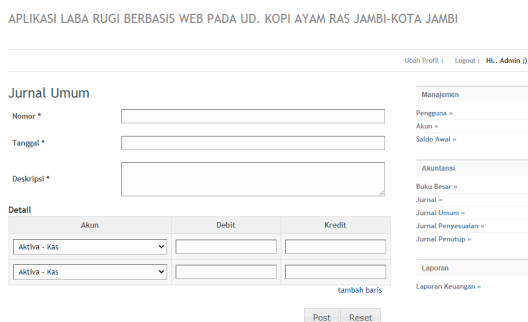 APLIKASI LABA RUGI BERBASIS WEB PADA UD. KOPI AYAM RAS JAMBI-KOTA JAMBI
Ubah Profil | Logout | Hi.. Admin ;)
Jurnal Umum
Nomor *
Tanggal *
Deskripsi *
Detail
Akun Debit Kredit
Aktiva - Kas
Aktiva - Kas
tambah baris
Post Reset
Manajemen
Pengguna »
Akun »
Saldo Awal »
Akuntansi
Buku Besar »
Jurnal »
Jurnal Umum »
Jurnal Penyesuaian »
Jurnal Penutup »
Laporan
Laporan Keuangan »